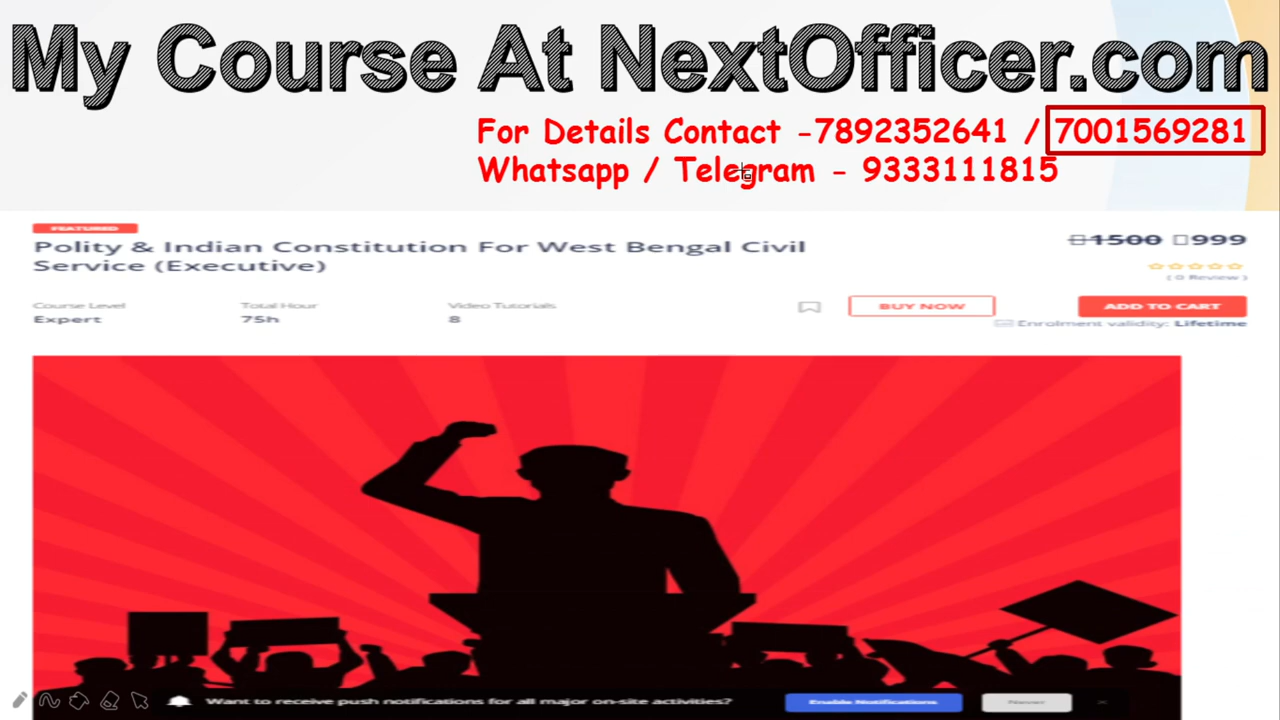 My Course At NextOfficer.com
For Details Contact -7892352641 / 7001569281
Whatsapp / Telegram - 9333111815
FEATURED
Polity & Indian Constitution For West Bengal Civil
Service (Executive)
1500 999
( 0 Review )
Course Level Total Hour Video Tutorials
Expert 75h 8
BUY NOW ADD TO CART
Enrolment validity: Lifetime
Want to receive push notifications for all major on-site activities? Enable Notifications